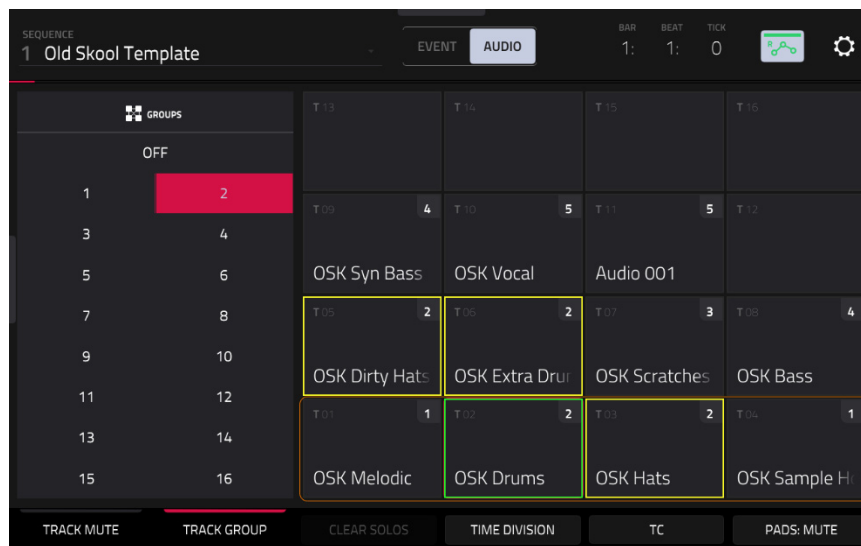 SEQUENCE
1 Old Skool Template
EVENT AUDIO
BAR BEAT TICK
1: 1: 0
GROUPS
OFF
1 2
3 4
5 6
7 8
9 10
11 12
13 14
15 16
T 13 T 14 T 15 T 16
T 09 4 T 10 5 T 11 5 T 12
OSK Syn Bass OSK Vocal Audio 001
T 05 2 T 06 2 T 07 3 T 08 4
OSK Dirty Hats OSK Extra Drur OSK Scratches OSK Bass
T 01 1 T 02 2 T 03 2 T 04 1
OSK Melodic OSK Drums OSK Hats OSK Sample H
TRACK MUTE TRACK GROUP CLEAR SOLOS TIME DIVISION TC PADS: MUTE